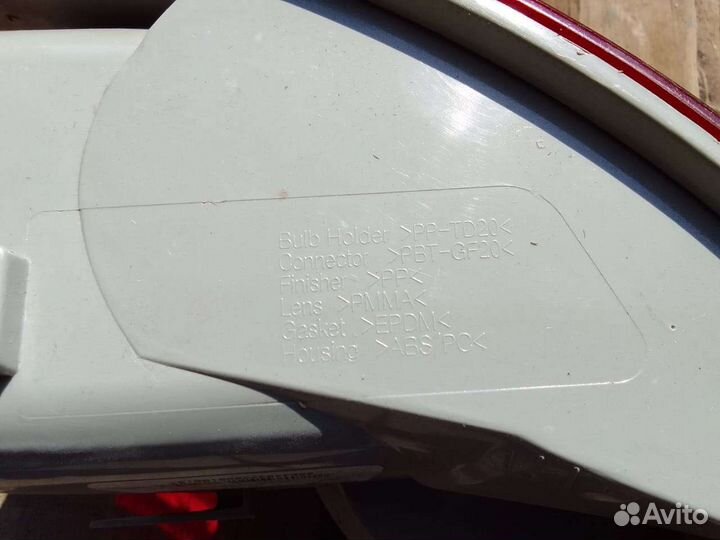 Bulb Holder >PP-TD20<
Connector >PBT-GF20<
Finisher >PP<
Lens >PMMA<
Gasket >EPDM<
Housing >ABS/PC<
Avito